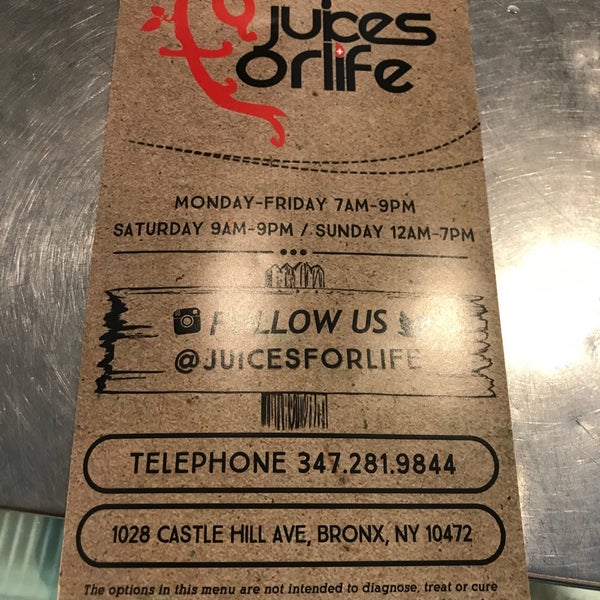 juices
forlife
MONDAY-FRIDAY 7AM-9PM
SATURDAY 9AM-9PM / SUNDAY 12AM-7PM
FOLLOW US
@JUICESFORLIFE
TELEPHONE 347.281.9844
1028 CASTLE HILL AVE, BRONX, NY 10472
The options in this menu are not intended to diagnose, treat or cure